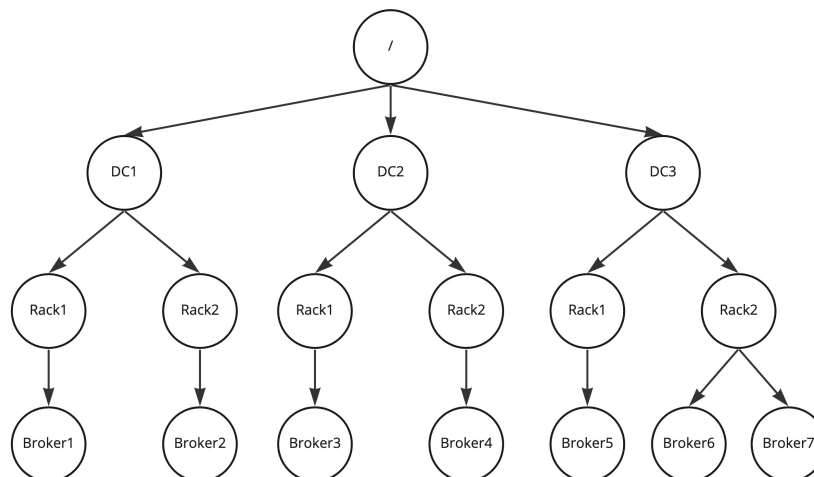 /
DC1
DC2
DC3
Rack1
Rack2
Rack1
Rack2
Rack1
Rack2
Broker1
Broker2
Broker3
Broker4
Broker5
Broker6
Broker7